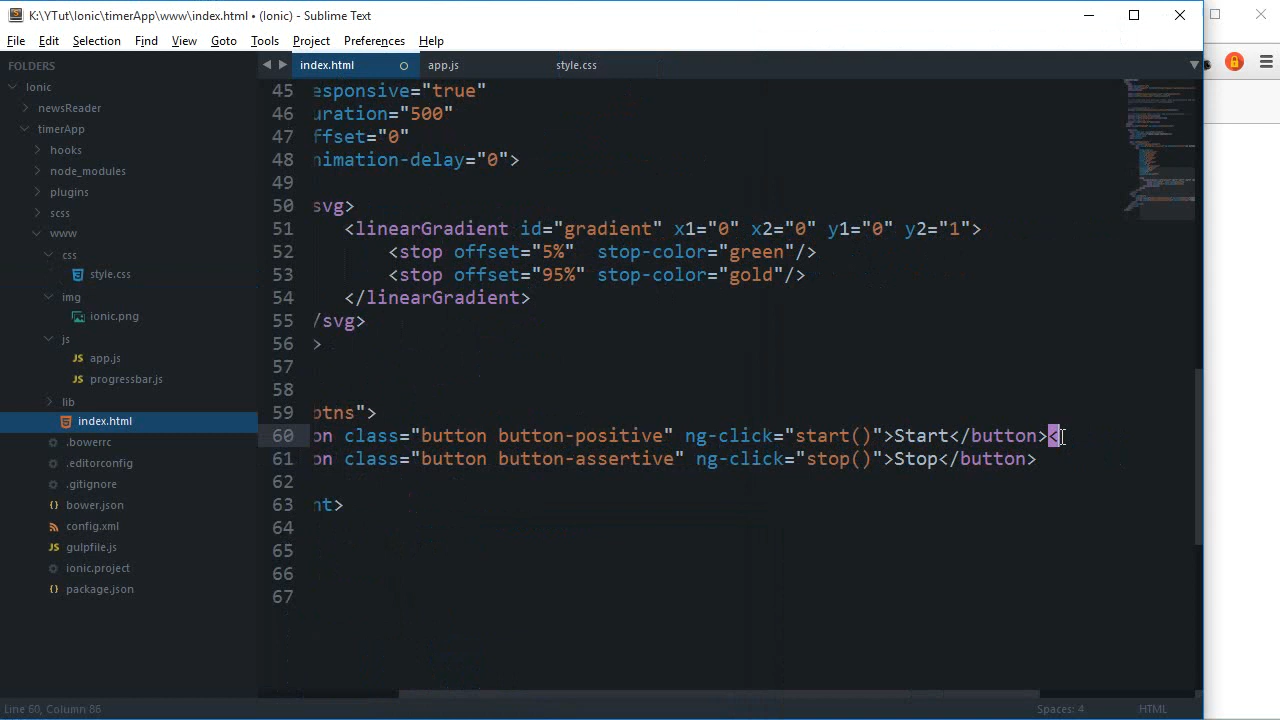 K:\YTut\Ionic\timerApp\www\index.html • (Ionic) - Sublime Text
File Edit Selection Find View Goto Tools Project Preferences Help
FOLDERS
Ionic
newsReader
timerApp
hooks
node_modules
plugins
scss
www
css
style.css
img
ionic.png
js
app.js
progressbar.js
lib
index.html
.bowerrc
.editorconfig
.gitignore
bower.json
config.xml
gulpfile.js
ionic.project
package.json
index.html app.js style.css
45 esponsive="true"
46 uration="500"
47 ffset="0"
48 nimation-delay="0">
49
50 svg>
51 <linearGradient id="gradient" x1="0" x2="0" y1="0" y2="1">
52 <stop offset="5%" stop-color="green"/>
53 <stop offset="95%" stop-color="gold"/>
54 </linearGradient>
55 /svg>
56 >
57
58
59 btns">
60 on class="button button-positive" ng-click="start()">Start</button><
61 on class="button button-assertive" ng-click="stop()">Stop</button>
62
63 nt>
64
65
66
67
Line 60, Column 86 Spaces: 4 HTML